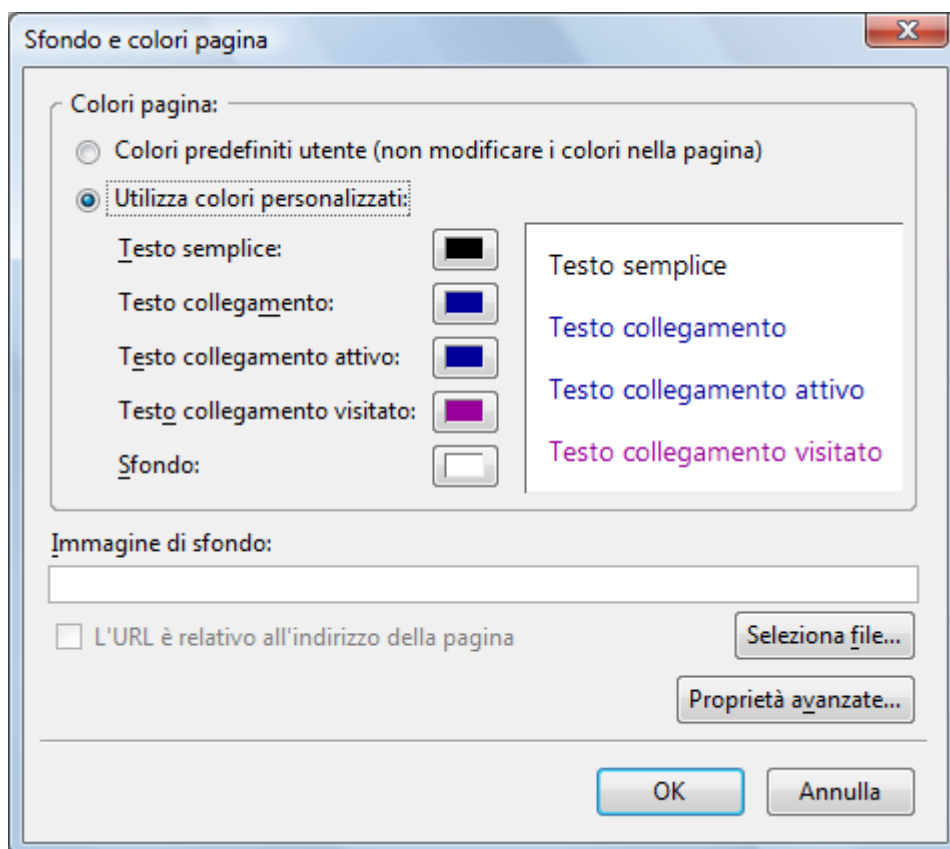 Sfondo e colori pagina
Colori pagina:
Colori predefiniti utente (non modificare i colori nella pagina)
Utilizza colori personalizzati:
Testo semplice:
Testo collegamento:
Testo collegamento attivo:
Testo collegamento visitato:
Sfondo:
Testo semplice
Testo collegamento
Testo collegamento attivo
Testo collegamento visitato
Immagine di sfondo:
L'URL è relativo all'indirizzo della pagina
Seleziona file...
Proprietà avanzate...
OK
Annulla